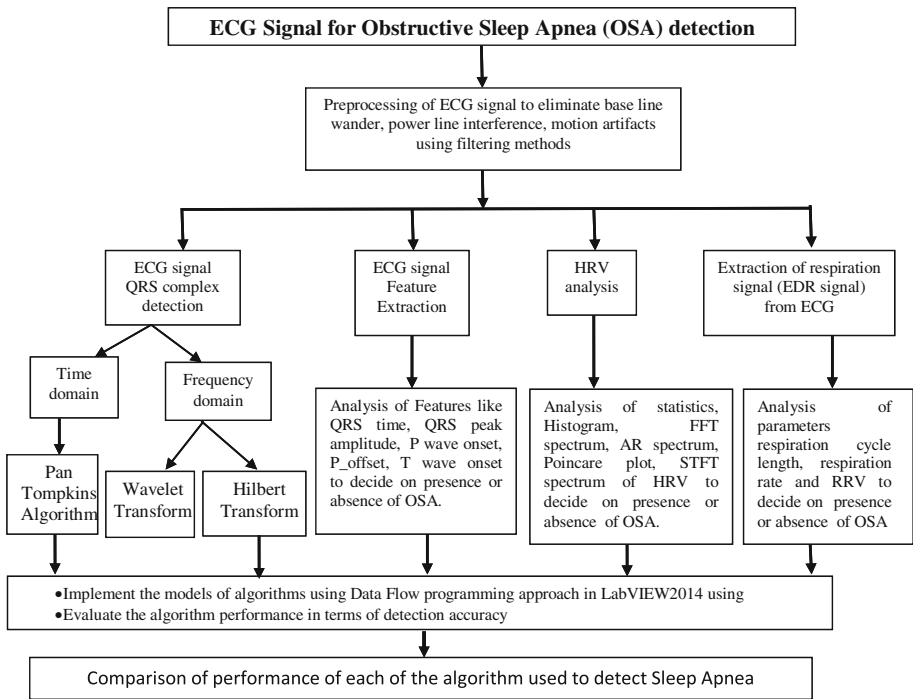 ECG Signal for Obstructive Sleep Apnea (OSA) detection
Preprocessing of ECG signal to eliminate base line
wander, power line interference, motion artifacts
using filtering methods
ECG signal
QRS complex
detection
ECG signal
Feature
Extraction
HRV
analysis
Extraction of respiration
signal (EDR signal)
from ECG
Time
domain
Frequency
domain
Pan
Tompkins
Algorithm
Wavelet
Transform
Hilbert
Transform
Analysis of Features like
QRS time, QRS peak
amplitude, P wave onset,
P_offset, T wave onset
to decide on presence or
absence of OSA.
Analysis of statistics,
Histogram, FFT
spectrum, AR spectrum,
Poincare plot, STFT
spectrum of HRV to
decide on presence or
absence of OSA.
Analysis of
parameters
respiration cycle
length, respiration
rate and RRV to
decide on presence
or absence of OSA
•Implement the models of algorithms using Data Flow programming approach in LabVIEW2014 using
•Evaluate the algorithm performance in terms of detection accuracy
Comparison of performance of each of the algorithm used to detect Sleep Apnea